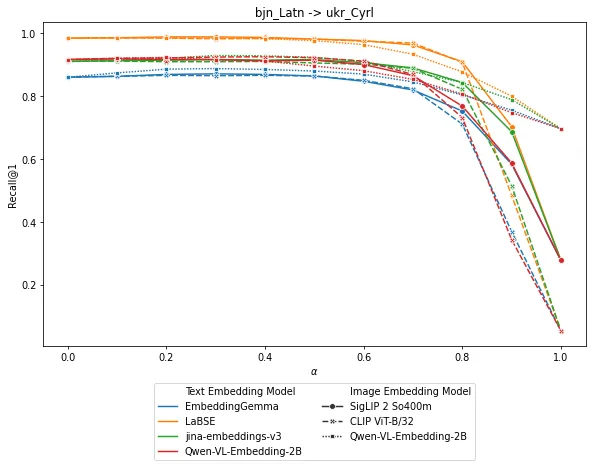 bjn_Latn -> ukr_Cyrl
Recall@1
1.0
0.8
0.6
0.4
0.2
0.0 0.2 0.4 0.6 0.8 1.0
α
Text Embedding Model
EmbeddingGemma
LaBSE
jina-embeddings-v3
Qwen-VL-Embedding-2B
Image Embedding Model
SigLIP 2 So400m
CLIP ViT-B/32
Qwen-VL-Embedding-2B